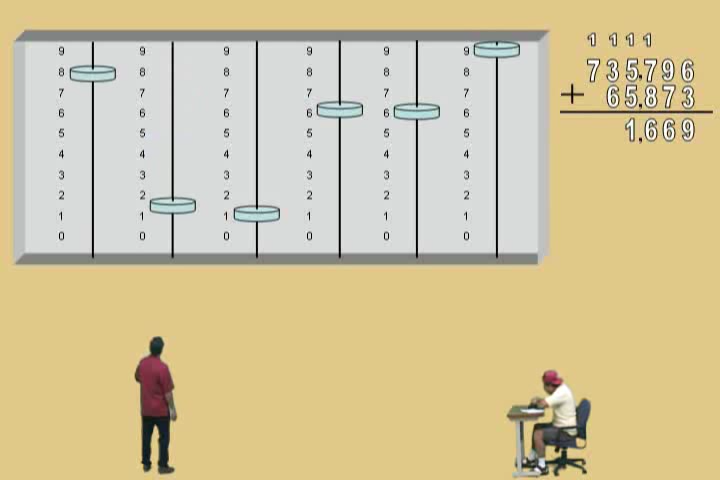 9 9 9 9 9 9
8 8 8 8 8 8
7 7 7 7 7 7
6 6 6 6 6 6
5 5 5 5 5 5
4 4 4 4 4 4
3 3 3 3 3 3
2 2 2 2 2 2
1 1 1 1 1 1
0 0 0 0 0 0
1 1 1 1
735,796
+ 65,873
1,669